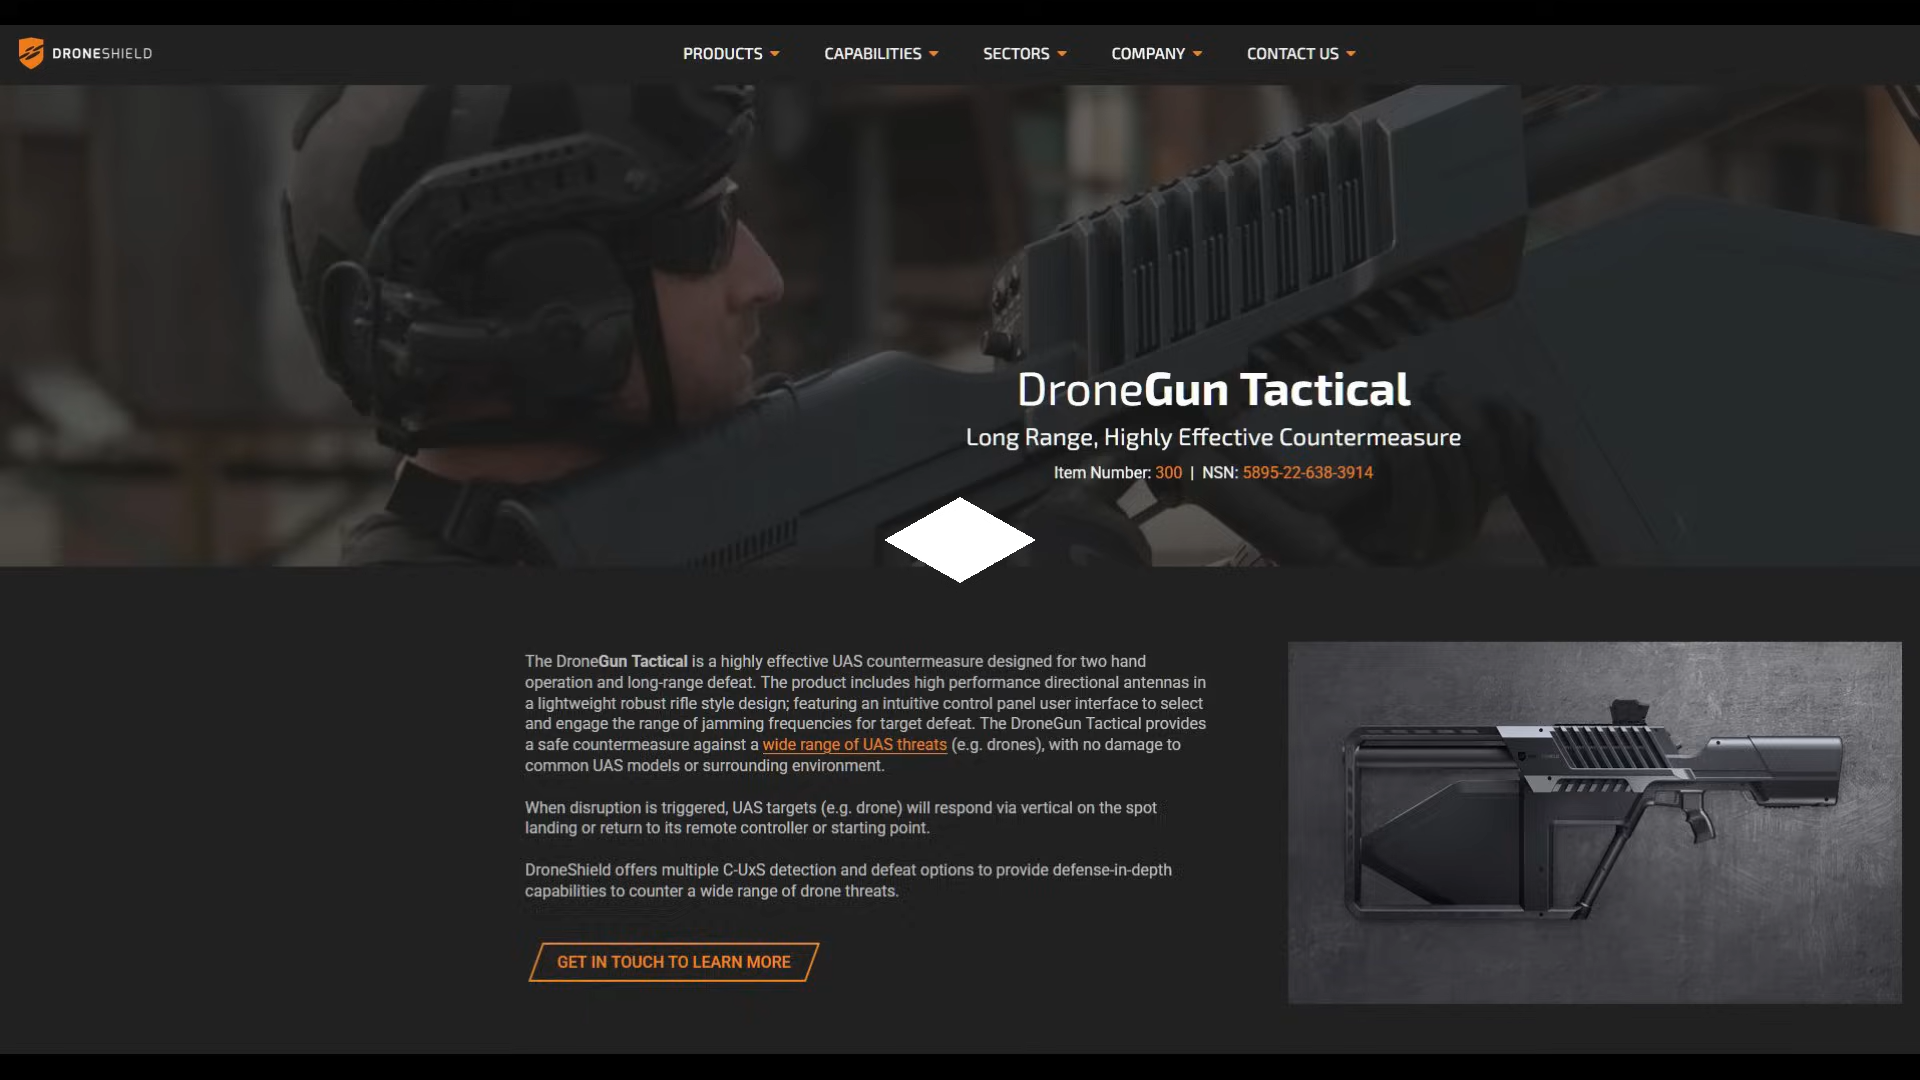 DRONESHIELD
PRODUCTS
CAPABILITIES
SECTORS
COMPANY
CONTACT US
DroneGun Tactical
Long Range, Highly Effective Countermeasure
Item Number: 300 | NSN: 5895-22-638-3914
The DroneGun Tactical is a highly effective UAS countermeasure designed for two hand
operation and long-range defeat. The product includes high performance directional antennas in
a lightweight robust rifle style design; featuring an intuitive control panel user interface to select
and engage the range of jamming frequencies for target defeat. The DroneGun Tactical provides
a safe countermeasure against a wide range of UAS threats (e.g. drones), with no damage to
common UAS models or surrounding environment.
When disruption is triggered, UAS targets (e.g. drone) will respond via vertical on the spot
landing or return to its remote controller or starting point.
DroneShield offers multiple C-UxS detection and defeat options to provide defense-in-depth
capabilities to counter a wide range of drone threats.
GET IN TOUCH TO LEARN MORE